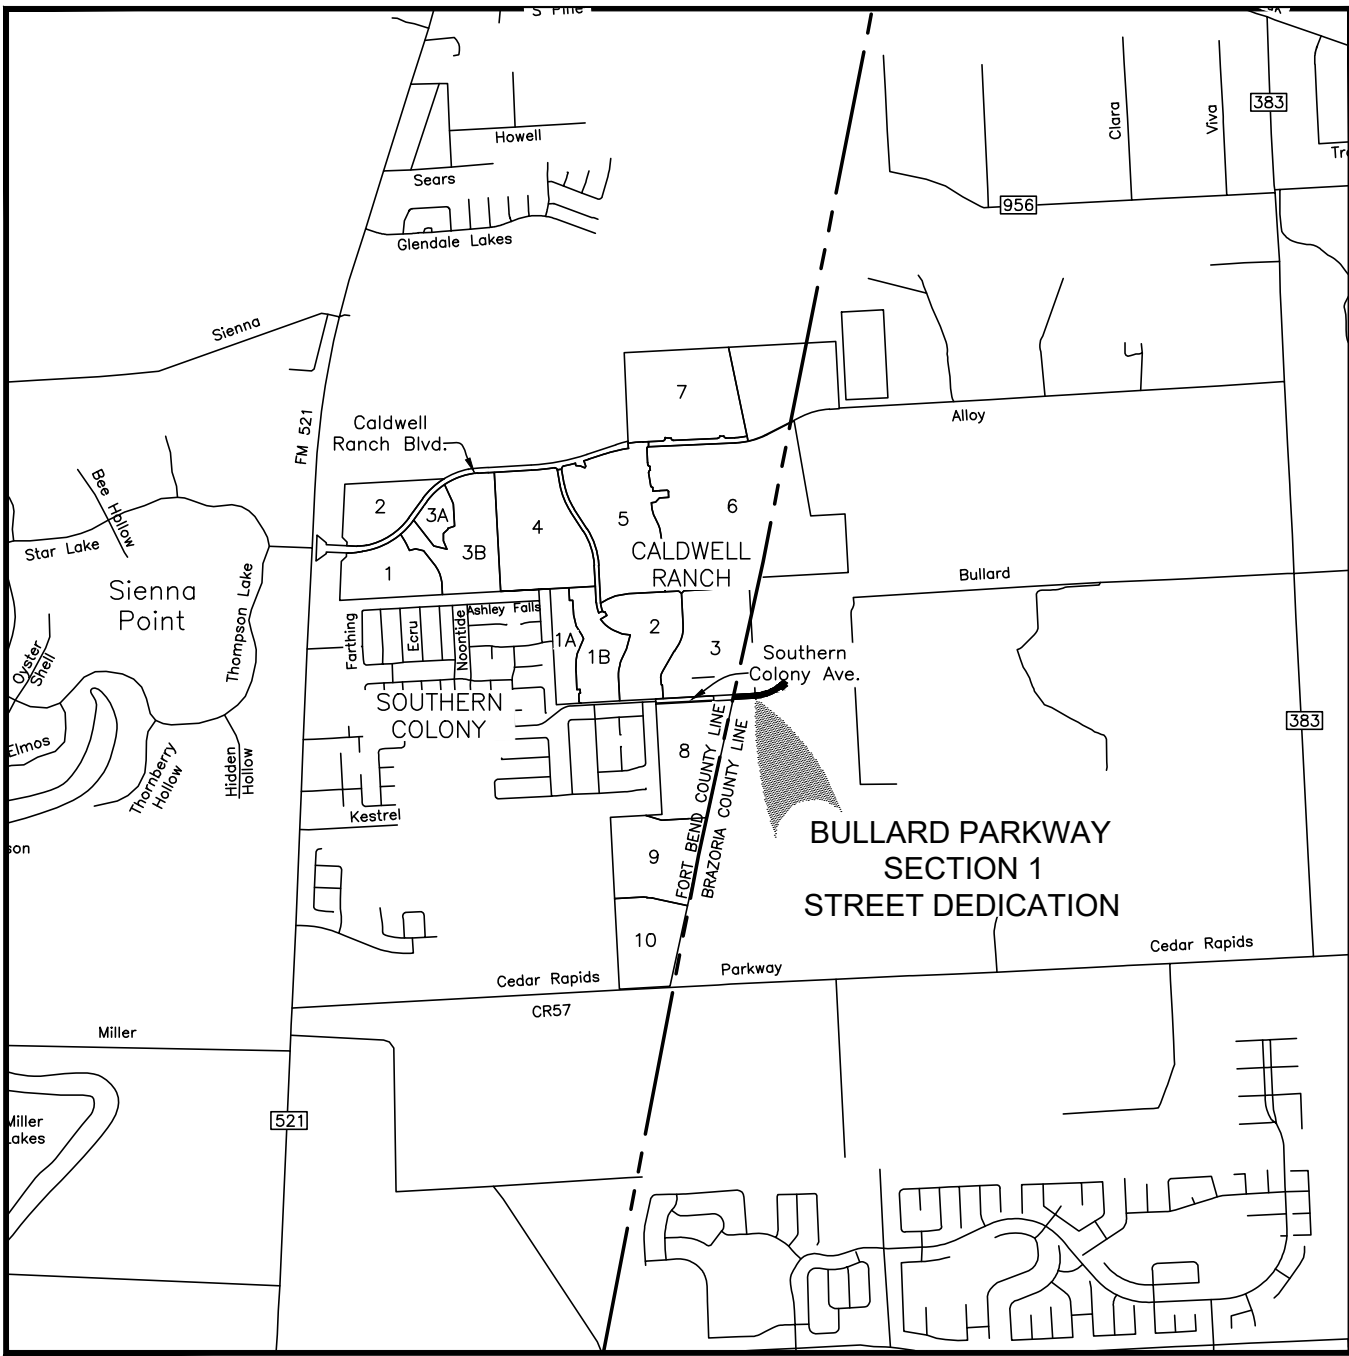 S Pine
Clara
Viva
383
Howell
Sears
956
Glendale Lakes
Sienna
7
FM 521
Caldwell
Ranch Blvd.
Alloy
Bee Hollow
2
3A
4
5
6
Star Lake
3B
CALDWELL
RANCH
1
Sienna
Point
Thompson Lake
Bullard
Farthing
Ecru
Noontide
Ashley Falls
1A
1B
2
3
Oyster
Shell
Southern
Colony Ave.
SOUTHERN
COLONY
383
Elmos
Thornberry
Hollow
Hidden
Hollow
8
FORT BEND COUNTY LINE
BRAZORIA COUNTY LINE
Kestrel
son
9
BULLARD PARKWAY
SECTION 1
STREET DEDICATION
10
Cedar Rapids
Parkway
Cedar Rapids
CR57
Miller
521
Miller
Lakes